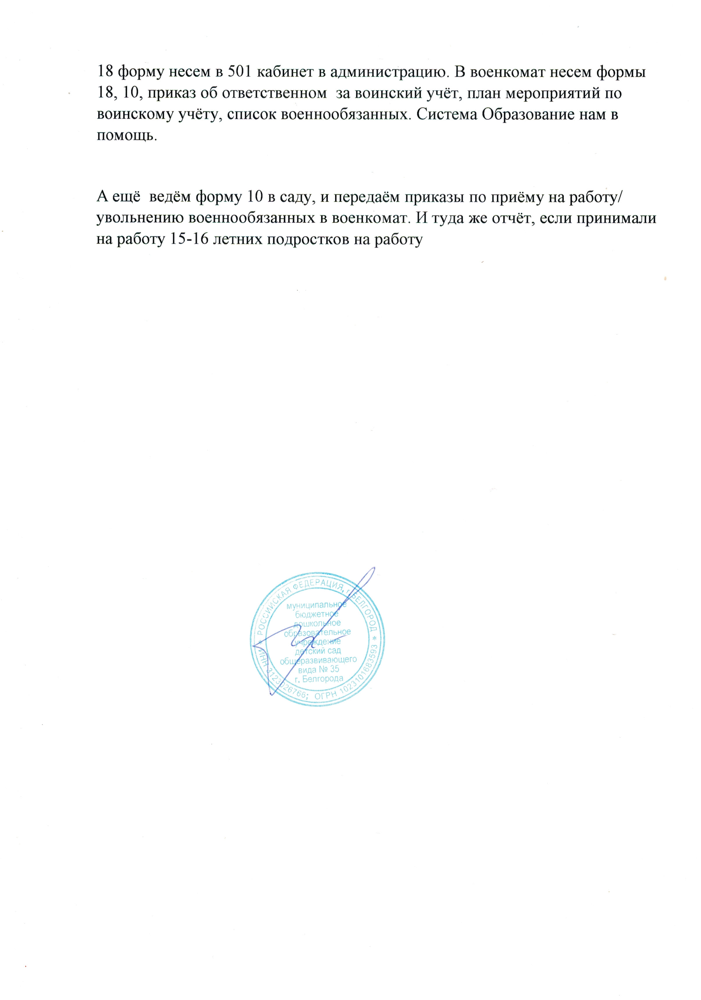 18 форму несем в 501 кабинет в администрацию. В военкомат несем формы
18, 10, приказ об ответственном  за воинский учёт, план мероприятий по
воинскому учёту, список военнообязанных. Система Образование нам в
помощь.
А ещё  ведём форму 10 в саду, и передаём приказы по приёму на работу/
увольнению военнообязанных в военкомат. И туда же отчёт, если принимали
на работу 15-16 летних подростков на работу
* РОССИЙСКАЯ ФЕДЕРАЦИЯ, г. БЕЛГОРОД *
муниципальное
бюджетное
дошкольное
образовательное
учреждение
детский сад
общеразвивающего
вида № 35
г. Белгорода
ИНН 3123026766; ОГРН 1023101683593